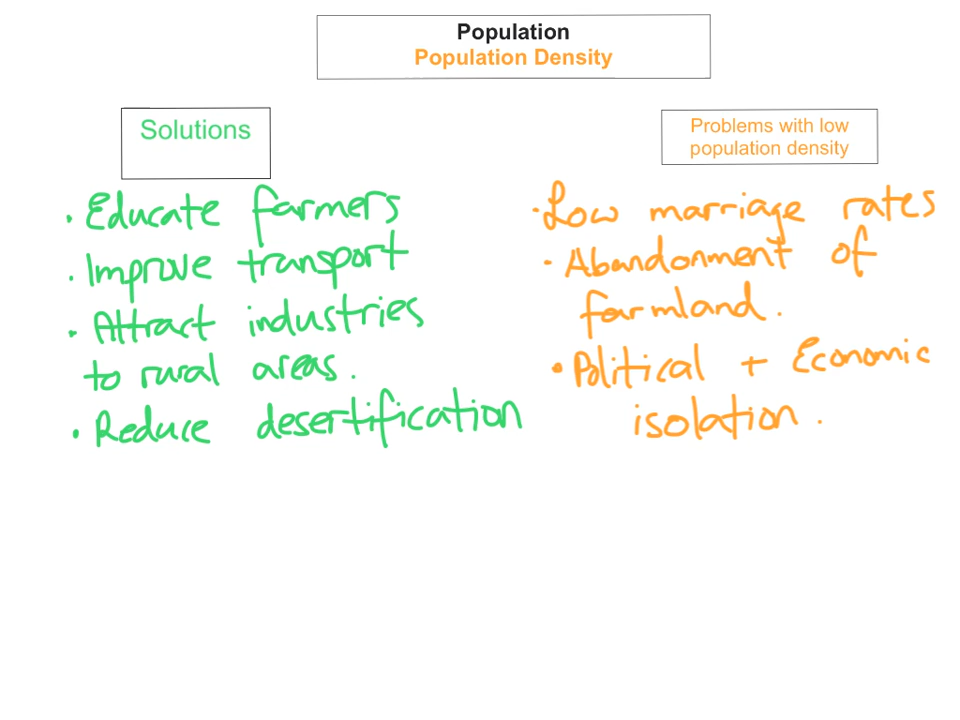 Population
Population Density
Solutions
• Educate farmers
• Improve transport
• Attract industries
to rural areas.
• Reduce desertification
Problems with low
population density
• Low marriage rates
• Abandonment of
farmland.
• Political + Economic
isolation.